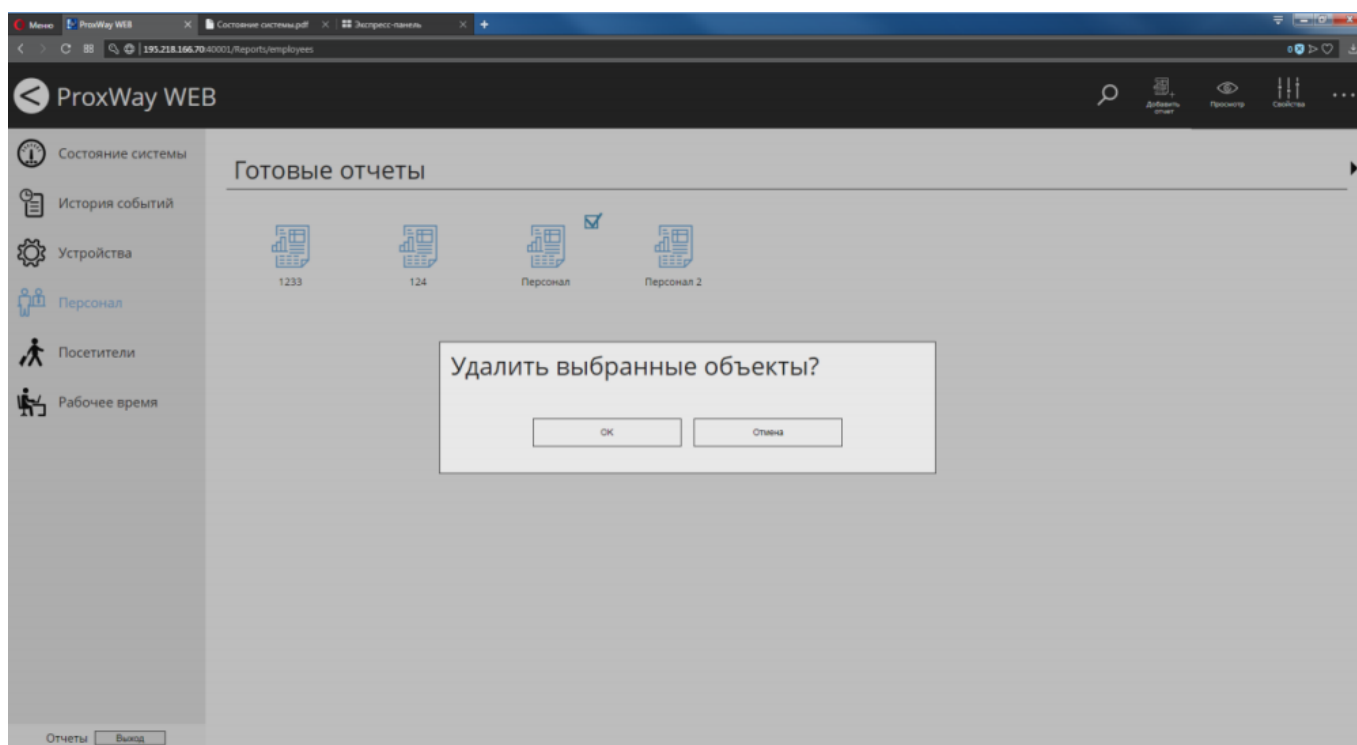 Меню ProxWay WEB Состояние системы.pdf Экспресс-панель
195.218.166.70:40001/Reports/employees 0
ProxWay WEB
Добавить отчет
Просмотр
Свойства
Состояние системы
История событий
Устройства
Персонал
Посетители
Рабочее время
Готовые отчеты
1233 124 Персонал Персонал 2
Удалить выбранные объекты?
OK Отмена
Отчеты Выход